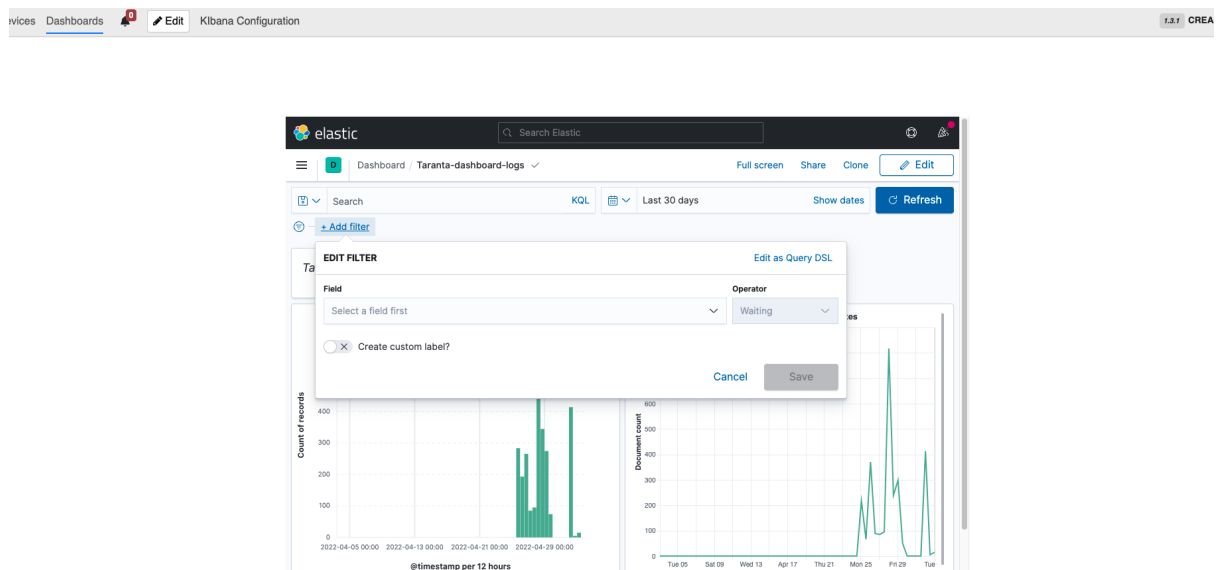 evices Dashboards 0 Edit KIbana Configuration 1.3.1 CREA
elastic Search Elastic
D Dashboard / Taranta-dashboard-logs Full screen Share Clone Edit
Search KQL Last 30 days Show dates Refresh
+ Add filter
EDIT FILTER Edit as Query DSL
Ta
Field Operator
Select a field first Waiting
es
Create custom label?
Cancel Save
Count of records
400
300
200
100
0
2022-04-05 00:00 2022-04-13 00:00 2022-04-21 00:00 2022-04-29 00:00
@timestamp per 12 hours
Document count
600
500
400
300
200
100
0
Tue 05 Sat 09 Wed 13 Apr 17 Thu 21 Mon 25 Fri 29 Tue